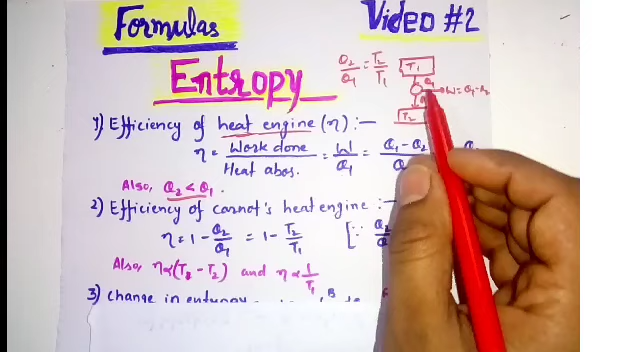 Formulas
Video #2
Entropy
Q2/Q1 = T2/T1
T1
Q1
W = Q1-Q2
T2
1) Efficiency of heat engine (η) :-
η = Work done/Heat abos. = W/Q1 = Q1-Q2
Also, Q2 < Q1.
2) Efficiency of carnot's heat engine :-
η = 1 - Q2/Q1 = 1 - T2/T1 [∵ Q2
Also, η ∝ (T1 - T2) and η ∝ 1/T1
3) change in entropy